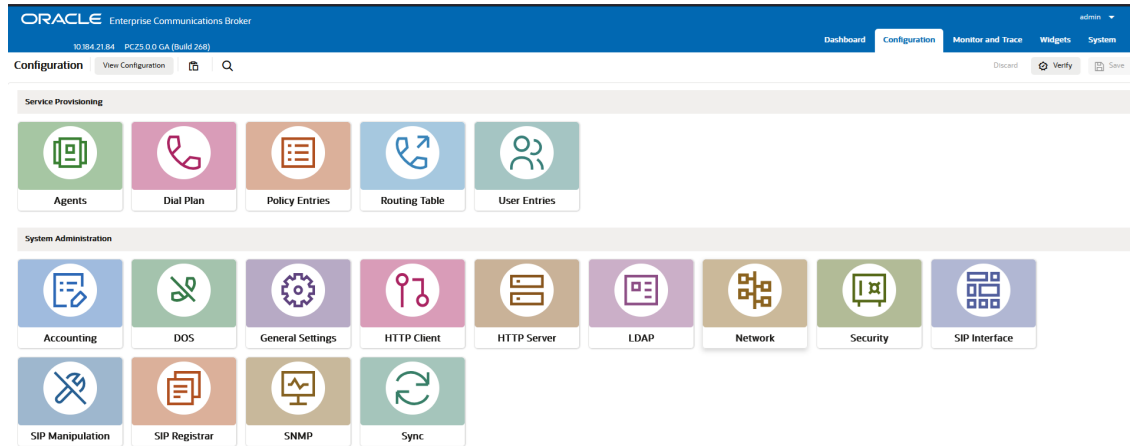 ORACLE Enterprise Communications Broker
admin
10.184.21.84 PCZ5.0.0 GA (Build 268)
Dashboard Configuration Monitor and Trace Widgets System
Configuration View Configuration Discard Verify Save
Service Provisioning
Agents Dial Plan Policy Entries Routing Table User Entries
System Administration
Accounting DOS General Settings HTTP Client HTTP Server LDAP Network Security SIP Interface
SIP Manipulation SIP Registrar SNMP Sync